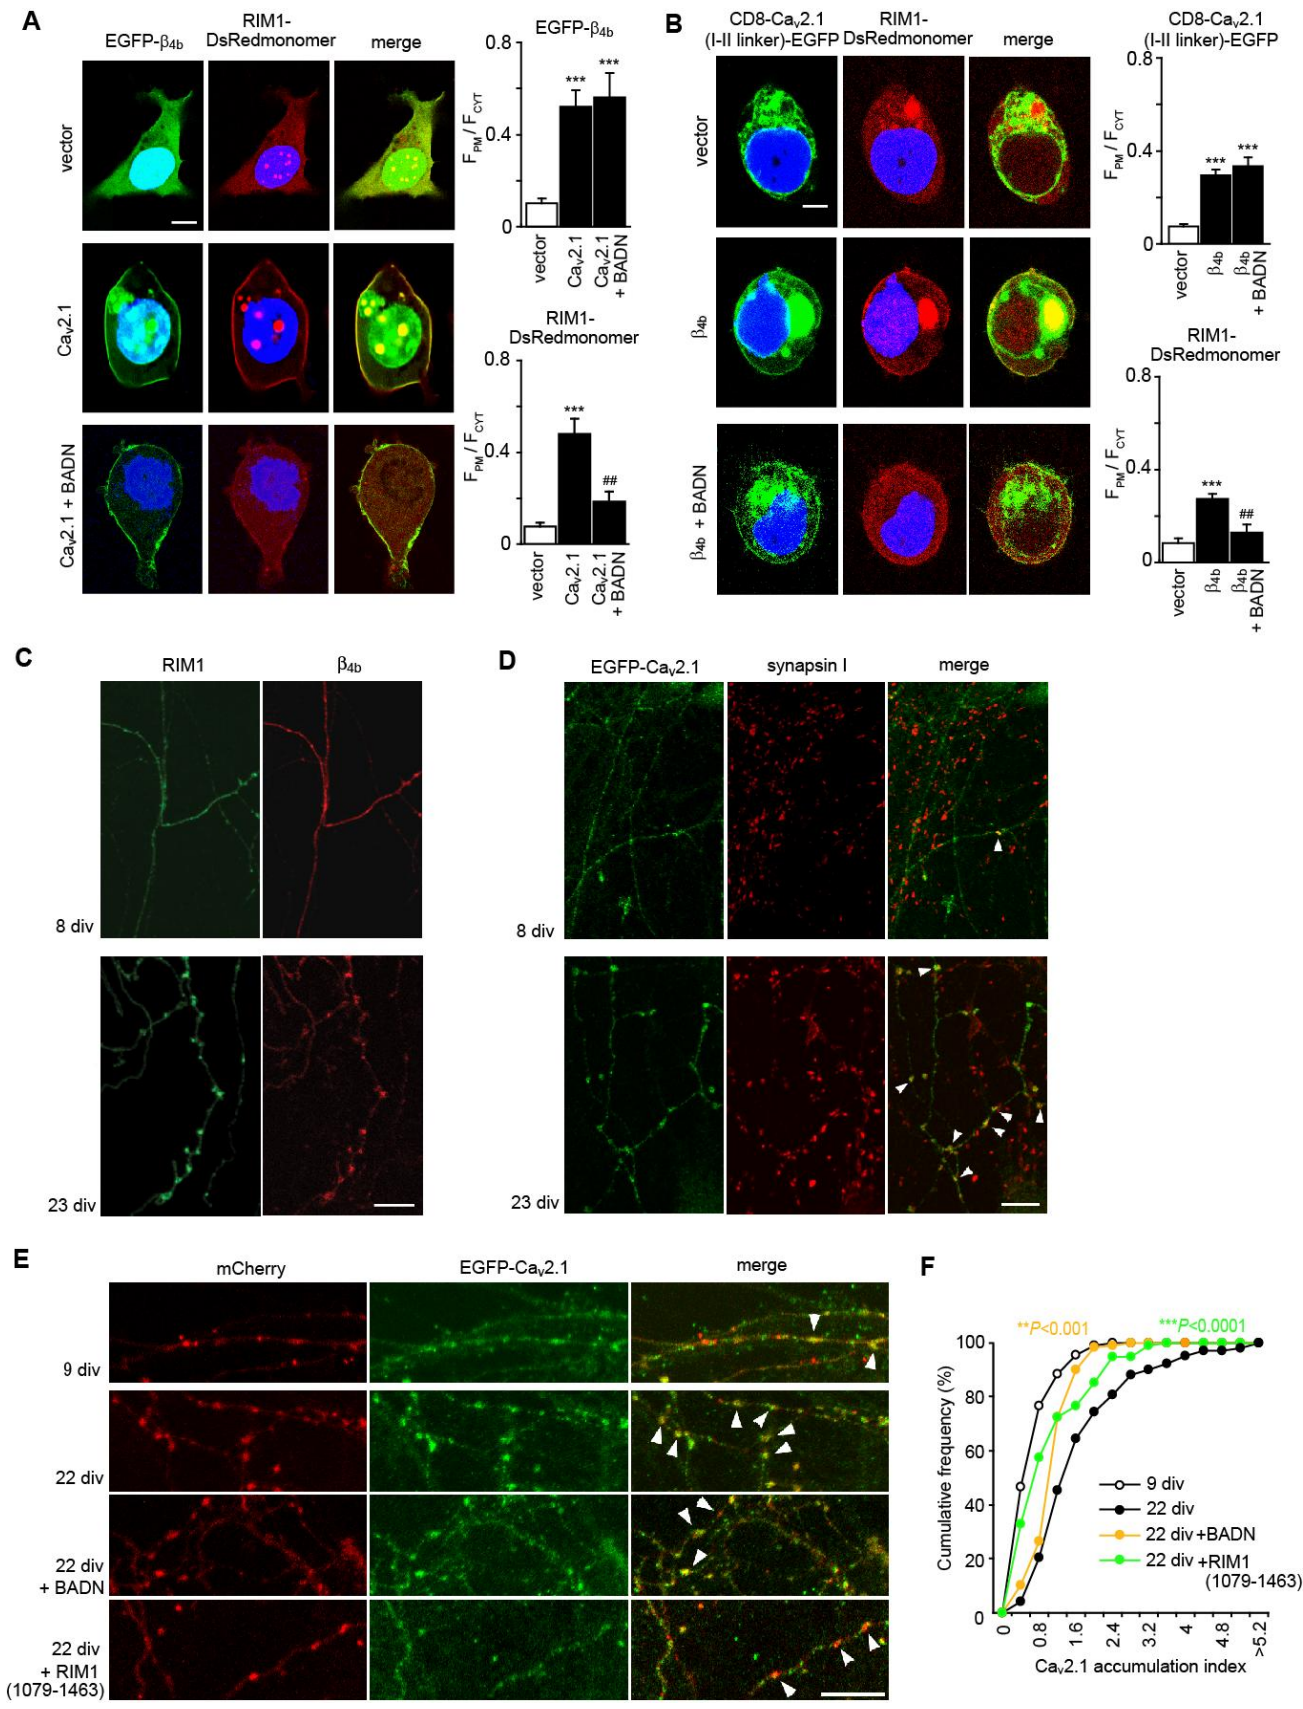 A
EGFP-β4b
RIM1-
DsRedmonomer
merge
vector
Cav2.1
Cav2.1 + BADN
EGFP-β4b
0.8
0.4
0
FPM / FCYT
***
***
vector
Cav2.1
Cav2.1
+ BADN
RIM1-
DsRedmonomer
0.8
0.4
0
FPM / FCYT
***
##
vector
Cav2.1
Cav2.1
+ BADN
B
CD8-Cav2.1
(I-II linker)-EGFP
RIM1-
DsRedmonomer
merge
vector
β4b
β4b + BADN
CD8-Cav2.1
(I-II linker)-EGFP
0.8
0.4
0
FPM / FCYT
***
***
vector
β4b
β4b
+ BADN
RIM1-
DsRedmonomer
0.8
0.4
0
FPM / FCYT
***
##
vector
β4b
β4b
+ BADN
C
RIM1
β4b
8 div
23 div
D
EGFP-Cav2.1
synapsin I
merge
8 div
23 div
E
mCherry
EGFP-Cav2.1
merge
9 div
22 div
22 div
+ BADN
22 div
+ RIM1
(1079-1463)
F
**P<0.001
***P<0.0001
100
80
60
40
20
0
Cumulative frequency (%)
9 div
22 div
22 div +BADN
22 div +RIM1
(1079-1463)
0
0.8
1.6
2.4
3.2
4
4.8
>5.2
Cav2.1 accumulation index